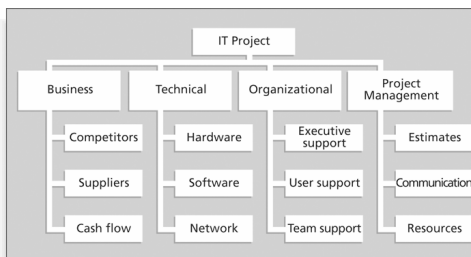 IT Project
Business
Technical
Organizational
Project
Management
Competitors
Hardware
Executive
support
Estimates
Suppliers
Software
User support
Communication
Cash flow
Network
Team support
Resources